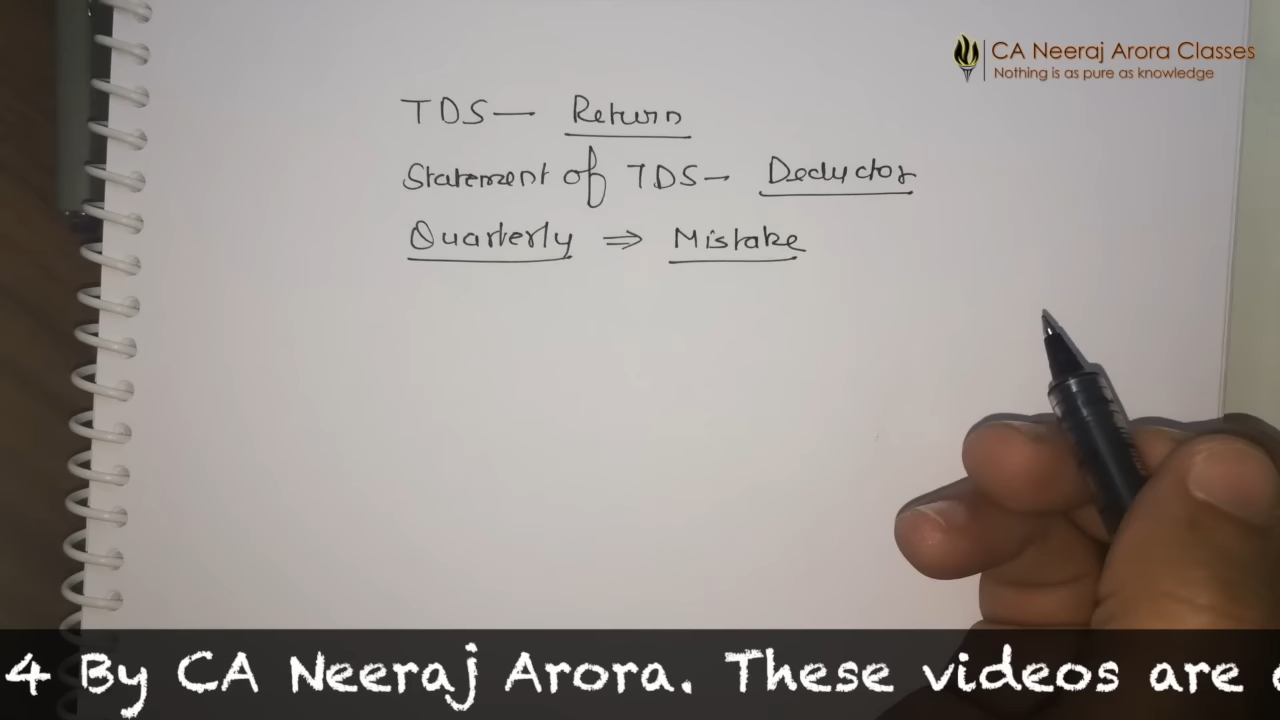 CA Neeraj Arora Classes
Nothing is as pure as knowledge
TDS — Return
Statement of TDS — Deductor
Quarterly ⇒ Mistake
4 By CA Neeraj Arora. These videos are